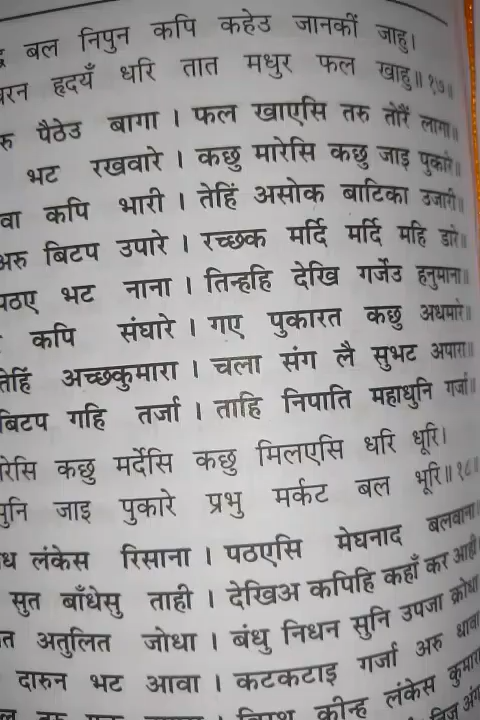 बल निपुन कपि कहेउ जानकीं जाहु।
हृदयँ धरि तात मधुर फल खाहु॥१७॥
पैठेउ बागा । फल खाएसि तरु तोरैं लागा॥
भट रखवारे । कछु मारेसि कछु जाइ पुकारे॥
कपि भारी । तेहिं असोक बाटिका उजारी॥
अरु बिटप उपारे । रच्छक मर्दि मर्दि महि डारे॥
पठए भट नाना । तिन्हहि देखि गर्जेउ हनुमाना॥
कपि संघारे । गए पुकारत कछु अधमारे॥
तेहिं अच्छकुमारा । चला संग लै सुभट अपारा॥
बिटप गहि तर्जा । ताहि निपाति महाधुनि गर्जा॥
रेसि कछु मर्देसि कछु मिलएसि धरि धूरि।
पुनि जाइ पुकारे प्रभु मर्कट बल भूरि॥१८॥
ध लंकेस रिसाना । पठएसि मेघनाद बलवाना॥
सुत बाँधेसु ताही । देखिअ कपिहि कहाँ कर आही॥
त अतुलित जोधा । बंधु निधन सुनि उपजा क्रोधा
दारुन भट आवा । कटकटाइ गर्जा अरु धावा
कीन्ह लंकेस कुमारा